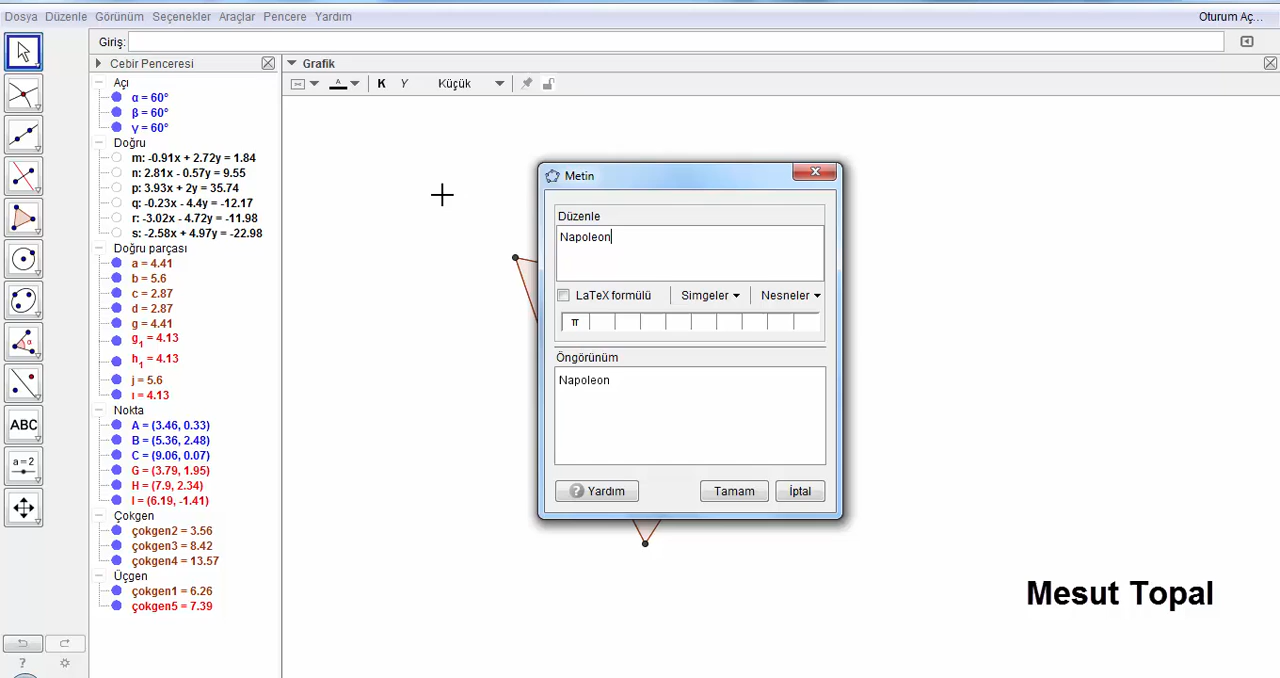 Dosya Düzenle Görünüm Seçenekler Araçlar Pencere Yardım Oturum Aç...
Giriş:
Cebir Penceresi
Grafik
A K Y Küçük
Açı
α = 60°
β = 60°
γ = 60°
Doğru
m: -0.91x + 2.72y = 1.84
n: 2.81x - 0.57y = 9.55
p: 3.93x + 2y = 35.74
q: -0.23x - 4.4y = -12.17
r: -3.02x - 4.72y = -11.98
s: -2.58x + 4.97y = -22.98
Doğru parçası
a = 4.41
b = 5.6
c = 2.87
d = 2.87
g = 4.41
g1 = 4.13
h1 = 4.13
j = 5.6
ı = 4.13
Nokta
A = (3.46, 0.33)
B = (5.36, 2.48)
C = (9.06, 0.07)
G = (3.79, 1.95)
H = (7.9, 2.34)
I = (6.19, -1.41)
Çokgen
çokgen2 = 3.56
çokgen3 = 8.42
çokgen4 = 13.57
Üçgen
çokgen1 = 6.26
çokgen5 = 7.39
α
ABC
a=2
?
Metin
Düzenle
Napoleon
LaTeX formülü Simgeler Nesneler
π
Öngörünüm
Napoleon
? Yardım Tamam İptal
Mesut Topal